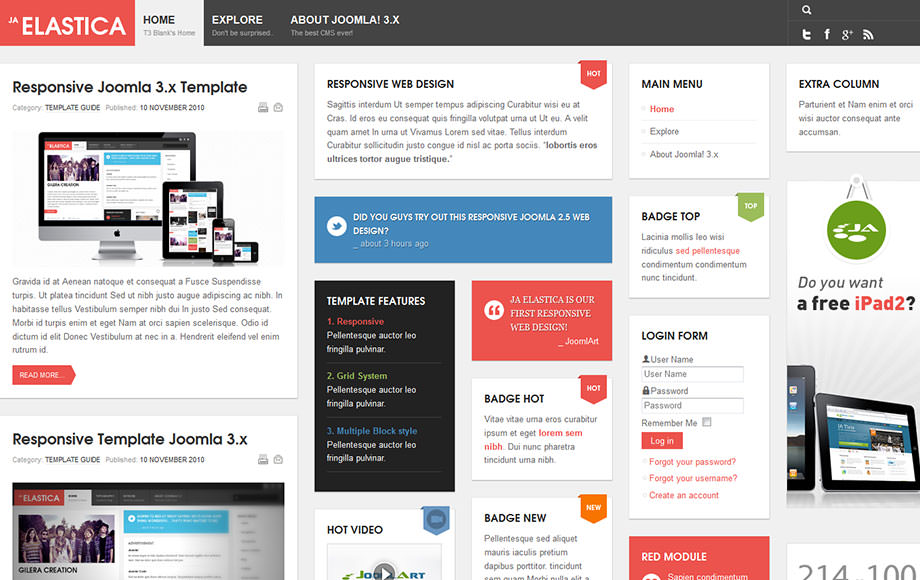 JA ELASTICA
HOME
T3 Blank's Home
EXPLORE
Don't be surprised..
ABOUT JOOMLA! 3.X
The best CMS ever!
Responsive Joomla 3.x Template
Category: TEMPLATE GUIDE Published: 10 NOVEMBER 2010
ELASTICA
GILERA CREATION
Gravida id at Aenean natoque et consequat a Fusce Suspendisse
turpis. Ut platea tincidunt Sed ut nibh justo augue adipiscing ac nibh. In
habitasse tellus Vestibulum semper nibh dui In justo Sed consequat.
Morbi id turpis enim et eget Nam at orci sapien scelerisque. Odio id
dictum id elit Donec Vestibulum at nec in a. Hendrerit eleifend vel enim
rutrum id.
READ MORE...
Responsive Template Joomla 3.x
Category: TEMPLATE GUIDE Published: 10 NOVEMBER 2010
ELASTICA
GILERA CREATION
RESPONSIVE WEB DESIGN
HOT
Sagittis interdum Ut semper tempus adipiscing Curabitur wisi eu at
Cras. Id eros eu consequat quis fringilla volutpat urna ut Ut eu. A velit
quam amet In urna ut Vivamus Lorem sed vitae. Tellus interdum
Curabitur sollicitudin justo congue id nisl ac porta sociis. "lobortis eros
ultrices tortor augue tristique."
DID YOU GUYS TRY OUT THIS RESPONSIVE JOOMLA 2.5 WEB
DESIGN?
_ about 3 hours ago
TEMPLATE FEATURES
1. Responsive
Pellentesque auctor leo
fringilla pulvinar.
2. Grid System
Pellentesque auctor leo
fringilla pulvinar.
3. Multiple Block style
Pellentesque auctor leo
fringilla pulvinar.
HOT VIDEO
JOOMLART
JA ELASTICA IS OUR
FIRST RESPONSIVE
WEB DESIGN!
_ JoomlArt
BADGE HOT
HOT
Vitae vitae urna eros curabitur
ipsum et eget lorem sem
nibh. Dui nunc pharetra
tincidunt urna nibh.
BADGE NEW
NEW
Pellentesque sed aliquet
mauris iaculis pretium
dapibus porttitor. tincidunt
sem Nulla nibh id justo
MAIN MENU
Home
Explore
About Joomla! 3.x
BADGE TOP
TOP
Lacinia mollis leo wisi
ridiculus sed pellentesque
condimentum condimentum
nunc tincidunt.
LOGIN FORM
User Name
User Name
Password
Password
Remember Me
Log in
Forgot your password?
Forgot your username?
Create an account
RED MODULE
Sapien condimentum
EXTRA COLUMN
Parturient et Nam enim et orci
wisi auctor consequat ante
accumsan.
JA
Do you want
a free iPad2?
214
100